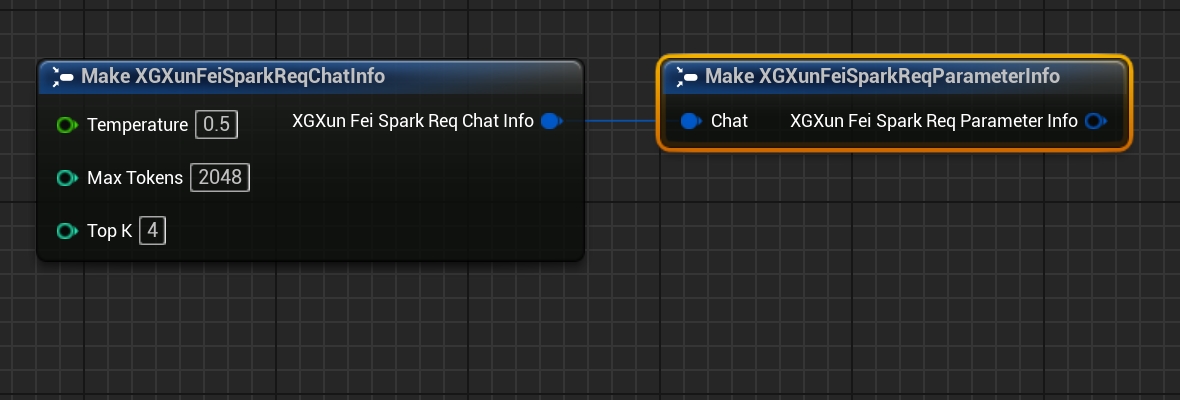 Make XGXunFeiSparkReqChatInfo
Temperature 0.5
XGXun Fei Spark Req Chat Info
Max Tokens 2048
Top K 4
Make XGXunFeiSparkReqParameterInfo
Chat
XGXun Fei Spark Req Parameter Info